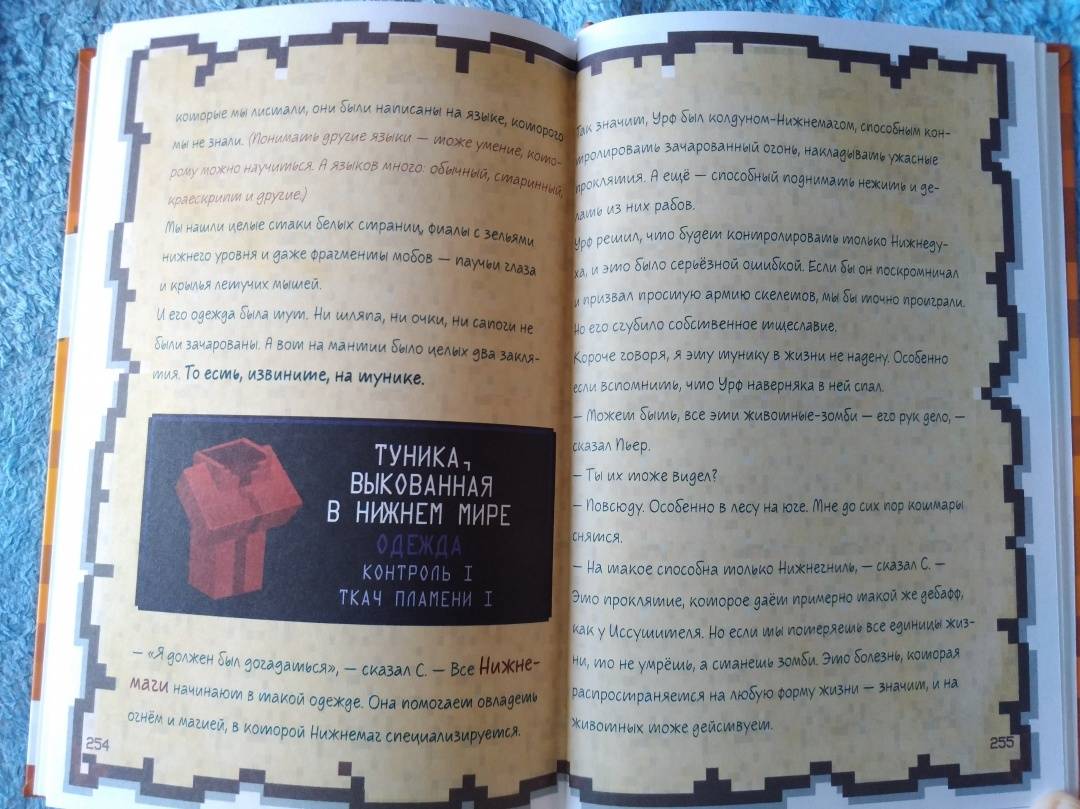 которые мы листали, они были написаны на языке, которого
мы не знали. (Понимать другие языки — тоже умение, кото-
рому можно научиться. А языков много: обычный, старинный,
краескрипт и другие.)
Мы нашли целые стаки белых страниц, фиалы с зельями
нижнего уровня и даже фрагменты мобов — паучьи глаза
и крылья летучих мышей.
И его одежда была тут. Ни шляпа, ни очки, ни сапоги не
были зачарованы. А вот на мантии было целых два закля-
тия. То есть, извините, на тунике.
ТУНИКА,
ВЫКОВАННАЯ
В НИЖНЕМ МИРЕ
ОДЕЖДА
КОНТРОЛЬ I
ТКАЧ ПЛАМЕНИ I
— «Я должен был догадаться», — сказал С. — Все Нижне-
маги начинают в такой одежде. Она помогает овладеть
огнём и магией, в которой Нижнемаг специализируется.
254
Так значит, Урф был колдуном-Нижнемагом, способным кон-
тролировать зачарованный огонь, накладывать ужасные
проклятия. А ещё — способный поднимать нежить и де-
лать из них рабов.
Урф решил, что будет контролировать только Нижнеду-
ха, и это было серьёзной ошибкой. Если бы он поскромничал
и призвал простую армию скелетов, мы бы точно проиграли.
Но его сгубило собственное тщеславие.
Короче говоря, я эту тунику в жизни не надену. Особенно
если вспомнить, что Урф наверняка в ней спал.
— Может быть, все эти животные-зомби — его рук дело, —
сказал Пьер.
— Ты их тоже видел?
— Повсюду. Особенно в лесу на юге. Мне до сих пор кошмары
снятся.
— На такое способна только Нижнегниль, — сказал С. —
Это проклятие, которое даёт примерно такой же дебафф,
как у Иссушителя. Но если ты потеряешь все единицы жиз-
ни, то не умрёшь, а станешь зомби. Это болезнь, которая
распространяется на любую форму жизни — значит, и на
животных тоже действует.
255